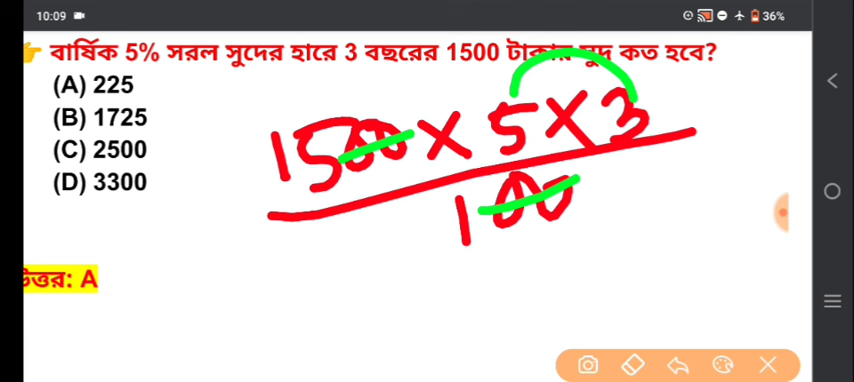 10:09
36%
বার্ষিক 5% সরল সুদের হারে 3 বছরের 1500 টাকার সুদ কত হবে?
(A) 225
(B) 1725
(C) 2500
(D) 3300
1500 × 5 × 3
100
উত্তর: A